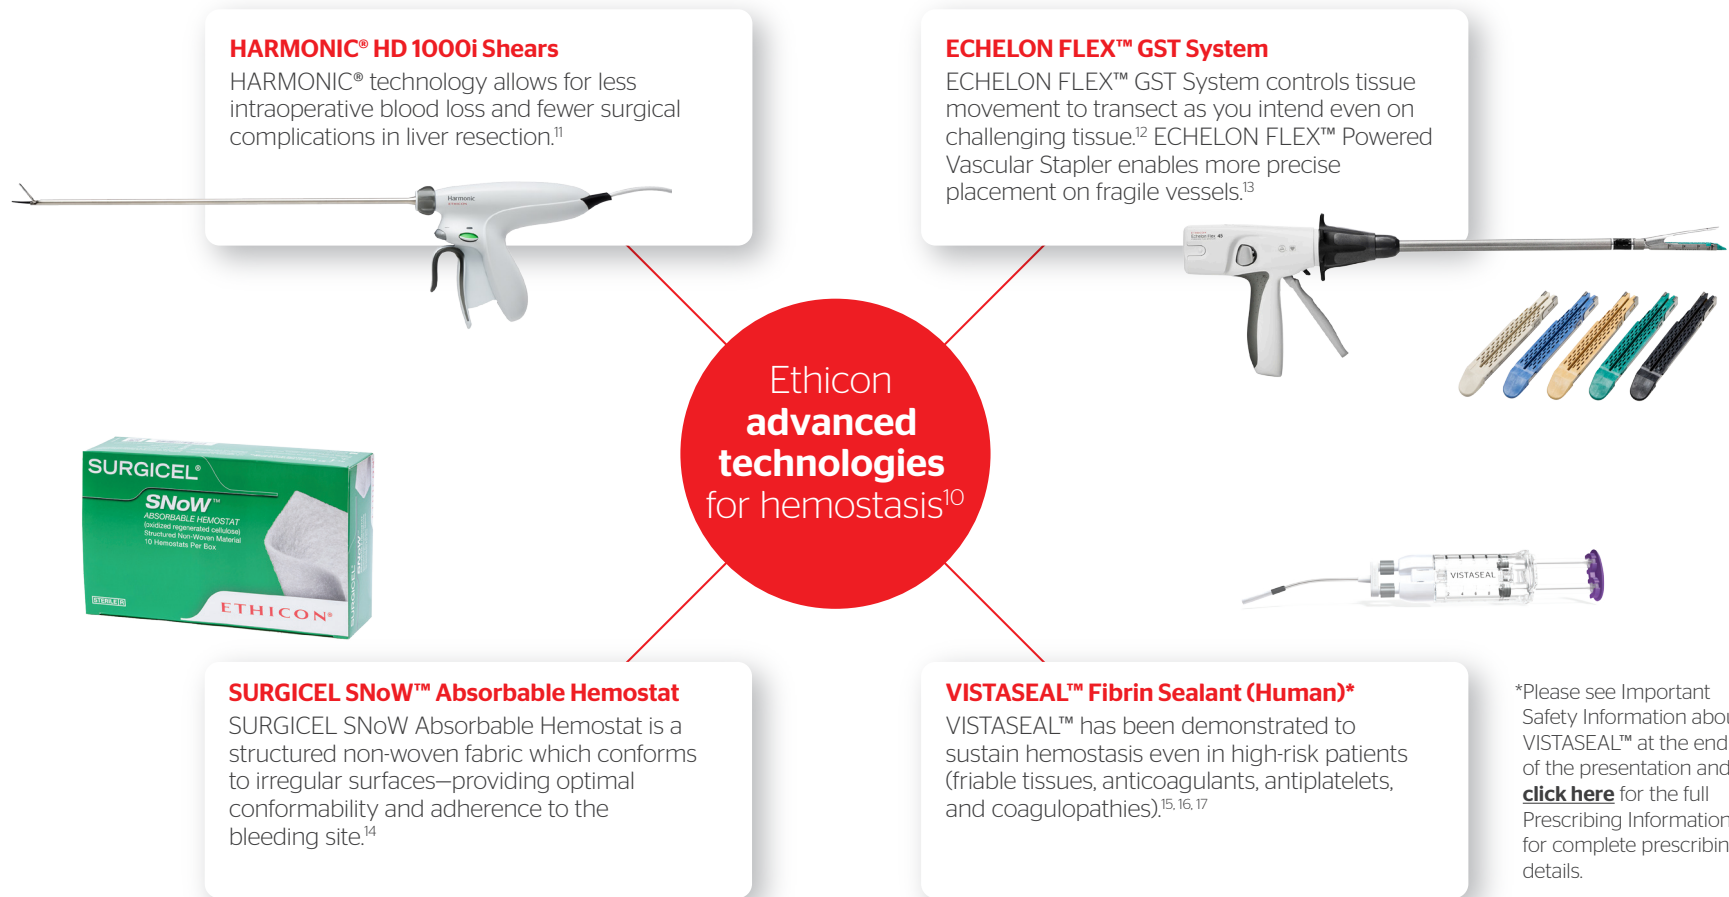 HARMONIC® HD 1000i Shears
HARMONIC® technology allows for less
intraoperative blood loss and fewer surgical
complications in liver resection.11
Harmonic
ETHICON
ECHELON FLEX™ GST System
ECHELON FLEX™ GST System controls tissue
movement to transect as you intend even on
challenging tissue.12 ECHELON FLEX™ Powered
Vascular Stapler enables more precise
placement on fragile vessels.13
Echelon Flex
Ethicon
advanced
technologies
for hemostasis10
SURGICEL®
SNoW™
ABSORBABLE HEMOSTAT
(oxidized regenerated cellulose)
Structured Non-Woven Material
10 Hemostats Per Box
STERILE R
ETHICON®
SURGICEL
SNoW
VISTASEAL
SURGICEL SNoW™ Absorbable Hemostat
SURGICEL SNoW Absorbable Hemostat is a
structured non-woven fabric which conforms
to irregular surfaces—providing optimal
conformability and adherence to the
bleeding site.14
VISTASEAL™ Fibrin Sealant (Human)*
VISTASEAL™ has been demonstrated to
sustain hemostasis even in high-risk patients
(friable tissues, anticoagulants, antiplatelets,
and coagulopathies).15, 16, 17
*Please see Important
Safety Information abou
VISTASEAL™ at the end
of the presentation and
click here for the full
Prescribing Information
for complete prescribin
details.